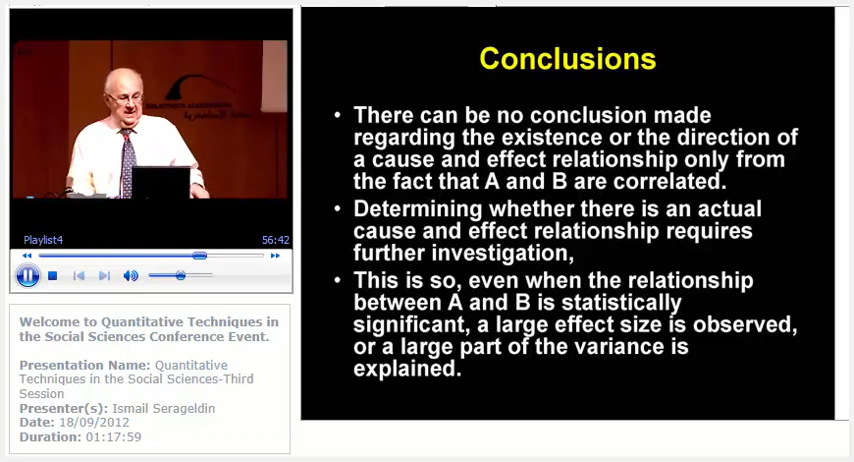 BIBLIOTHECA ALEXANDRINA
Playlist4
56:42
Welcome to Quantitative Techniques in
the Social Sciences Conference Event.
Presentation Name: Quantitative
Techniques in the Social Sciences-Third
Session
Presenter(s): Ismail Serageldin
Date: 18/09/2012
Duration: 01:17:59
Conclusions
• There can be no conclusion made
regarding the existence or the direction of
a cause and effect relationship only from
the fact that A and B are correlated.
• Determining whether there is an actual
cause and effect relationship requires
further investigation,
• This is so, even when the relationship
between A and B is statistically
significant, a large effect size is observed,
or a large part of the variance is
explained.